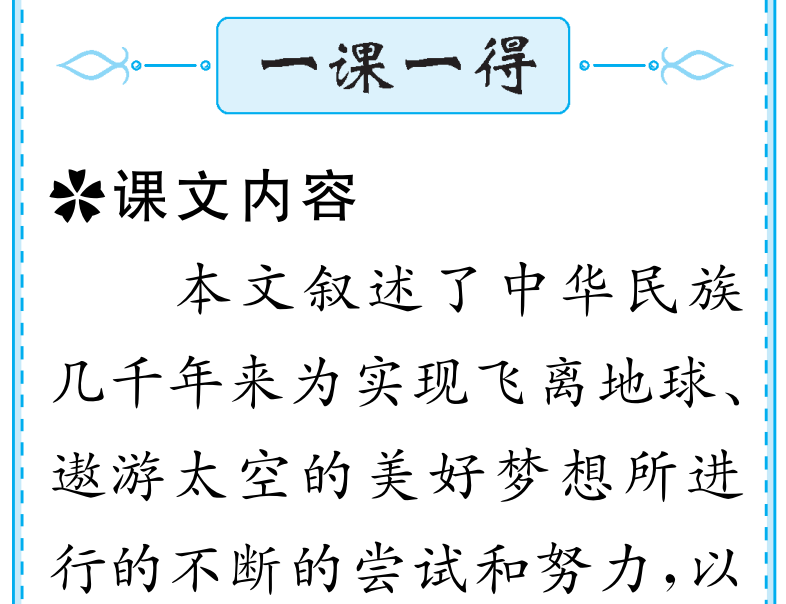 一课一得
课文内容
本文叙述了中华民族
几千年来为实现飞离地球、
遨游太空的美好梦想所进
行的不断的尝试和努力，以